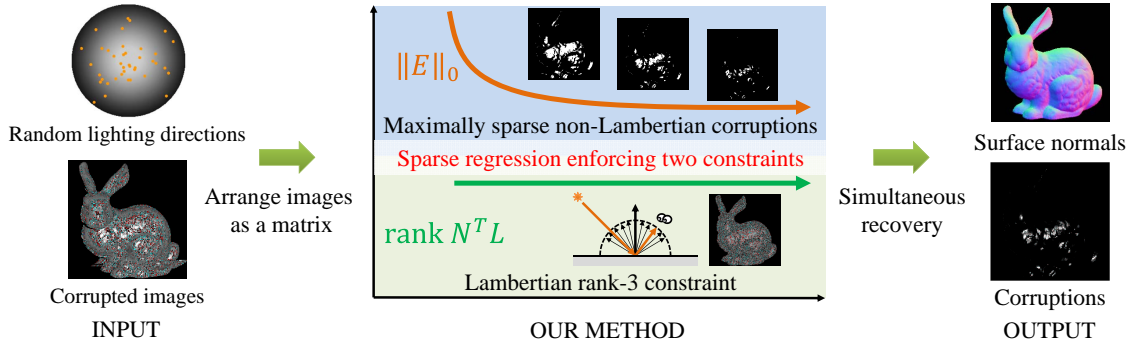 Random lighting directions
Corrupted images
INPUT
Arrange images
as a matrix
‖E‖₀
Maximally sparse non-Lambertian corruptions
Sparse regression enforcing two constraints
rank NᵀL
Lambertian rank-3 constraint
OUR METHOD
Simultaneous
recovery
Surface normals
Corruptions
OUTPUT